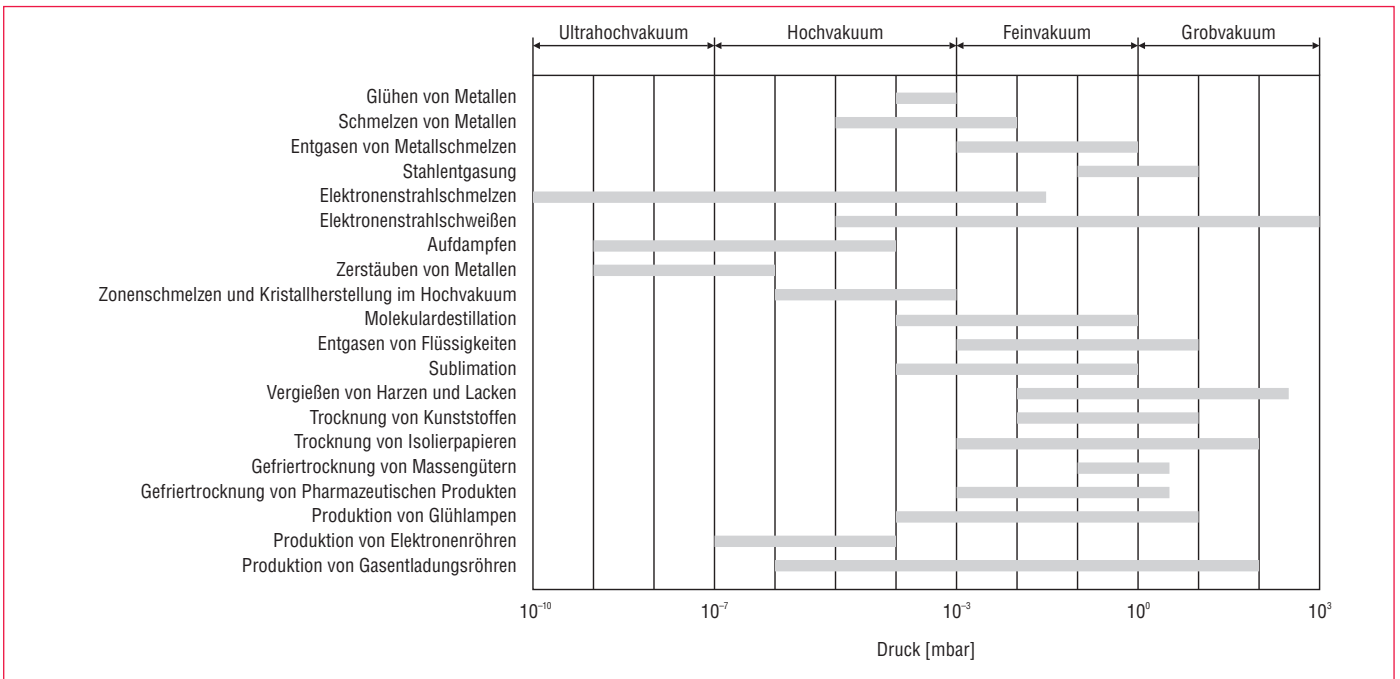 Ultrahochvakuum Hochvakuum Feinvakuum Grobvakuum
Glühen von Metallen
Schmelzen von Metallen
Entgasen von Metallschmelzen
Stahlentgasung
Elektronenstrahlschmelzen
Elektronenstrahlschweißen
Aufdampfen
Zerstäuben von Metallen
Zonenschmelzen und Kristallherstellung im Hochvakuum
Molekulardestillation
Entgasen von Flüssigkeiten
Sublimation
Vergießen von Harzen und Lacken
Trocknung von Kunststoffen
Trocknung von Isolierpapieren
Gefriertrocknung von Massengütern
Gefriertrocknung von Pharmazeutischen Produkten
Produktion von Glühlampen
Produktion von Elektronenröhren
Produktion von Gasentladungsröhren
10⁻¹⁰ 10⁻⁷ 10⁻³ 10⁰ 10³
Druck [mbar]